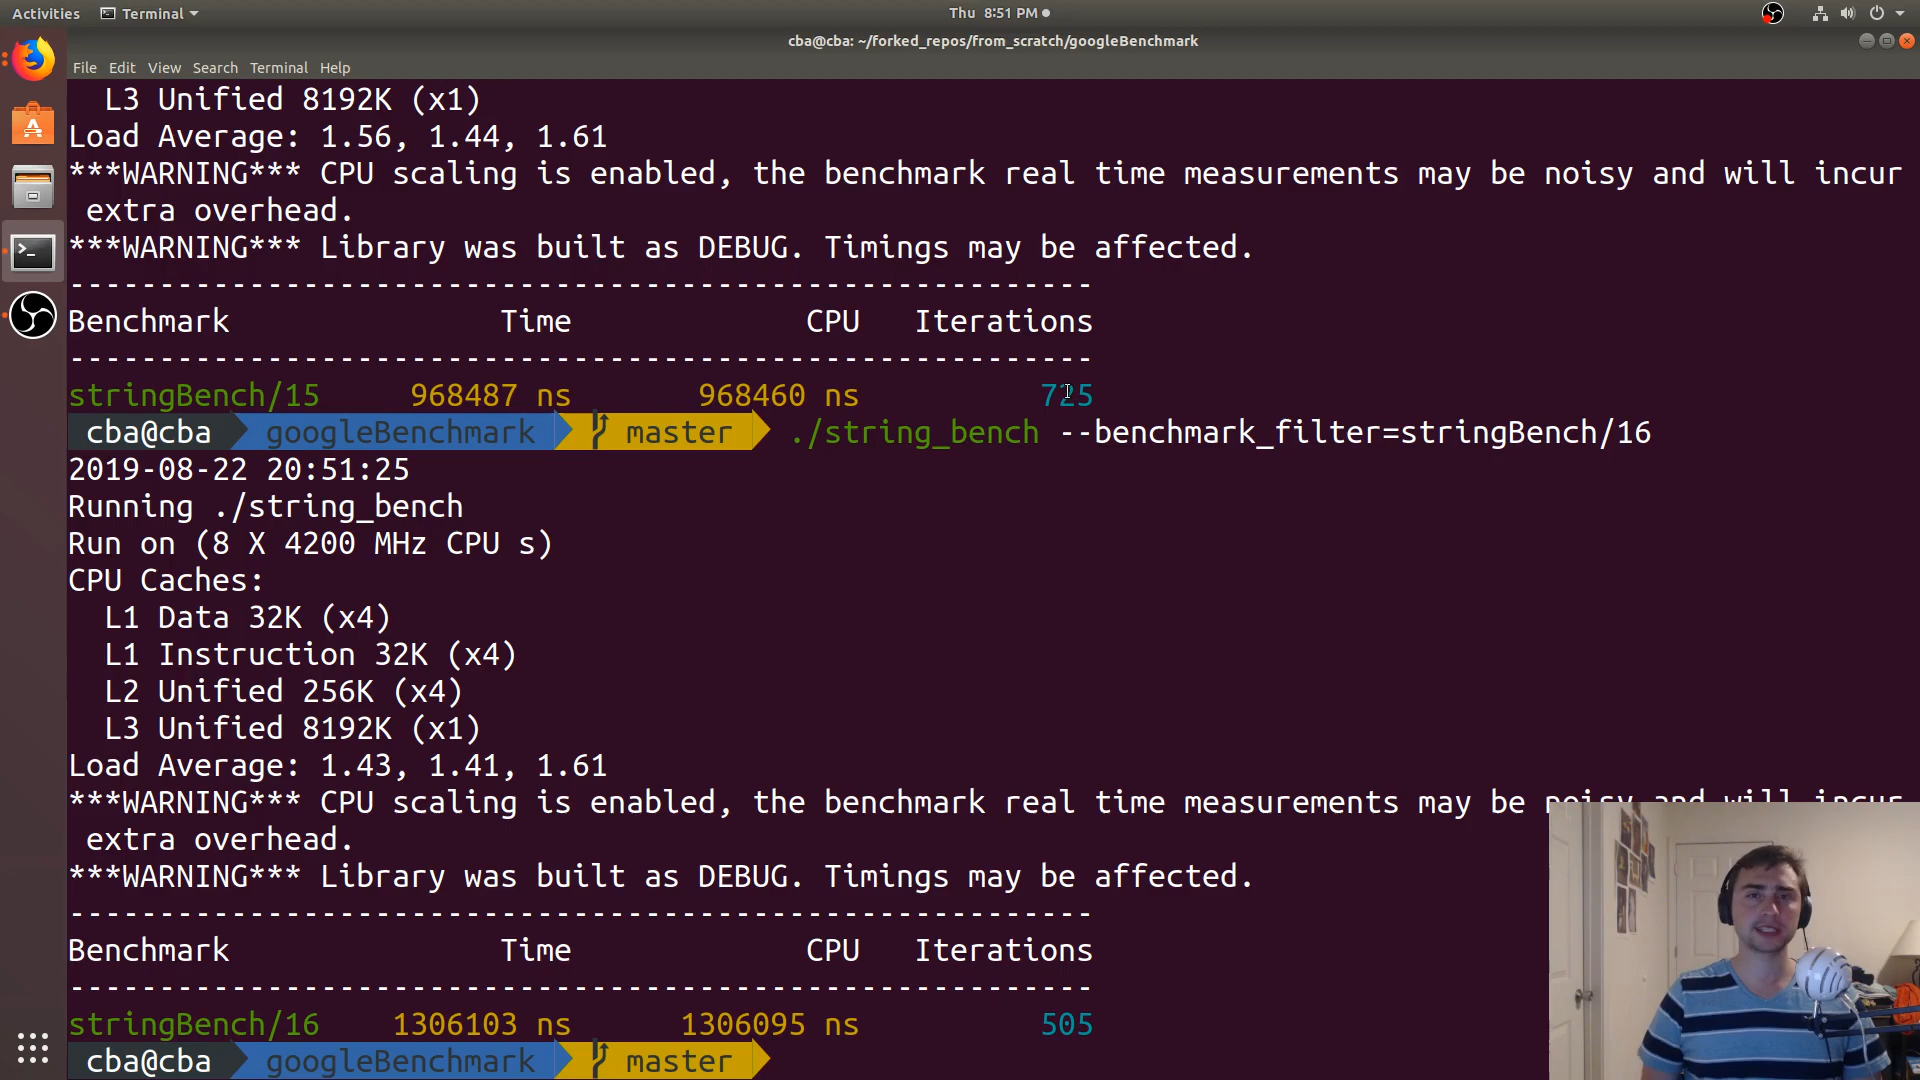 Activities Terminal Thu 8:51 PM
cba@cba: ~/forked_repos/from_scratch/googleBenchmark
File Edit View Search Terminal Help
L3 Unified 8192K (x1)
Load Average: 1.56, 1.44, 1.61
***WARNING*** CPU scaling is enabled, the benchmark real time measurements may be noisy and will incur
extra overhead.
***WARNING*** Library was built as DEBUG. Timings may be affected.
---------------------------------------------------------
Benchmark Time CPU Iterations
---------------------------------------------------------
stringBench/15 968487 ns 968460 ns 725
cba@cba googleBenchmark master ./string_bench --benchmark_filter=stringBench/16
2019-08-22 20:51:25
Running ./string_bench
Run on (8 X 4200 MHz CPU s)
CPU Caches:
L1 Data 32K (x4)
L1 Instruction 32K (x4)
L2 Unified 256K (x4)
L3 Unified 8192K (x1)
Load Average: 1.43, 1.41, 1.61
***WARNING*** CPU scaling is enabled, the benchmark real time measurements may be noisy and will incur
extra overhead.
***WARNING*** Library was built as DEBUG. Timings may be affected.
---------------------------------------------------------
Benchmark Time CPU Iterations
---------------------------------------------------------
stringBench/16 1306103 ns 1306095 ns 505
cba@cba googleBenchmark master